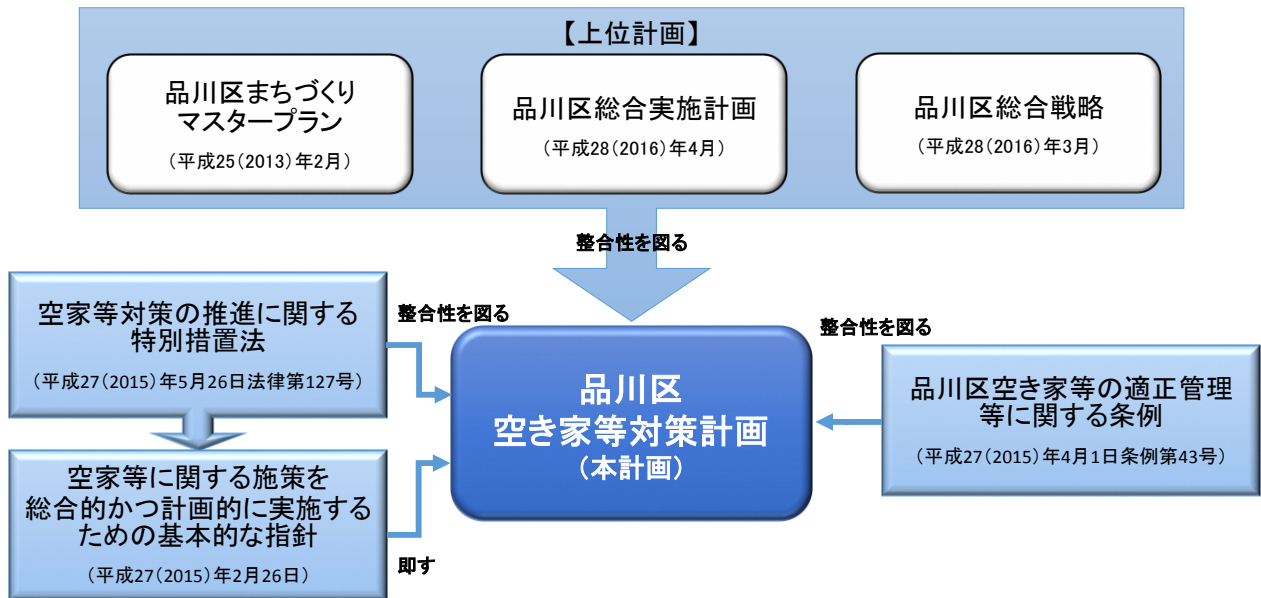 【上位計画】
品川区まちづくり
マスタープラン
（平成25（2013）年2月）
品川区総合実施計画
（平成28（2016）年4月）
品川区総合戦略
（平成28（2016）年3月）
整合性を図る
空家等対策の推進に関する
特別措置法
（平成27（2015）年5月26日法律第127号）
整合性を図る
空家等に関する施策を
総合的かつ計画的に実施する
ための基本的な指針
（平成27（2015）年2月26日）
即す
品川区
空き家等対策計画
（本計画）
整合性を図る
品川区空き家等の適正管理
等に関する条例
（平成27（2015）年4月1日条例第43号）